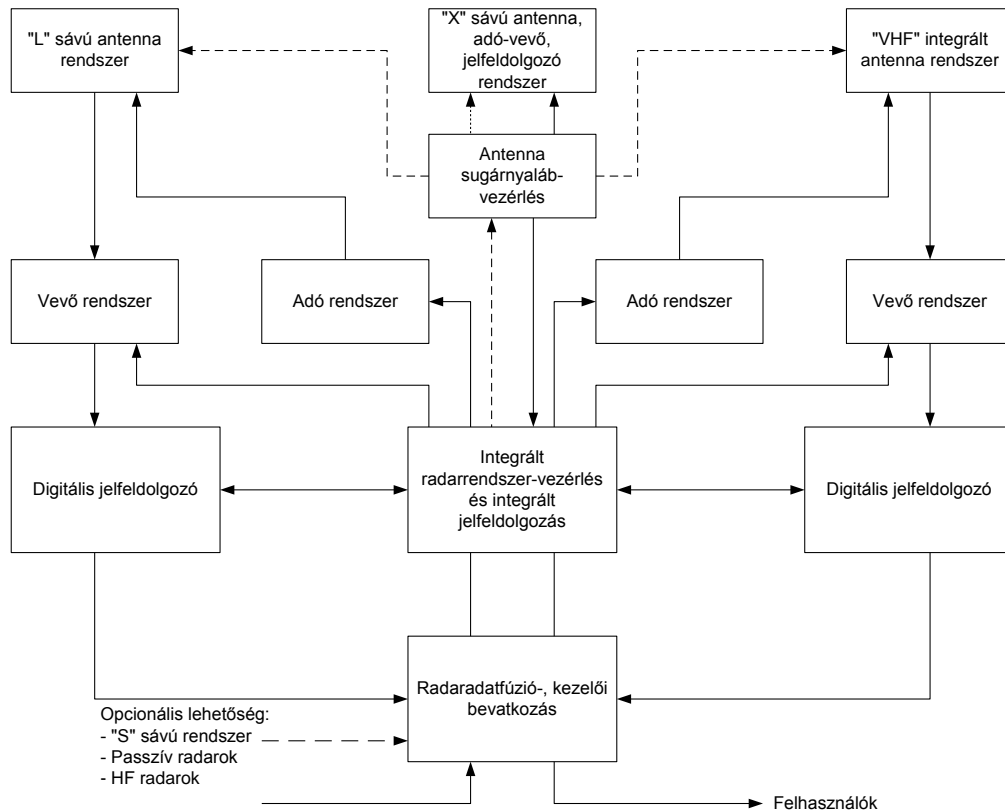 "L" sávú antenna
rendszer
"X" sávú antenna,
adó-vevő,
jelfeldolgozó
rendszer
"VHF" integrált
antenna rendszer
Antenna
sugárnyaláb-
vezérlés
Vevő rendszer
Adó rendszer
Adó rendszer
Vevő rendszer
Digitális jelfeldolgozó
Integrált
radarrendszer-vezérlés
és integrált
jelfeldolgozás
Digitális jelfeldolgozó
Radaradatfúzió-, kezelői
bevatkozás
Opcionális lehetőség:
- "S" sávú rendszer
- Passzív radarok
- HF radarok
Felhasználók